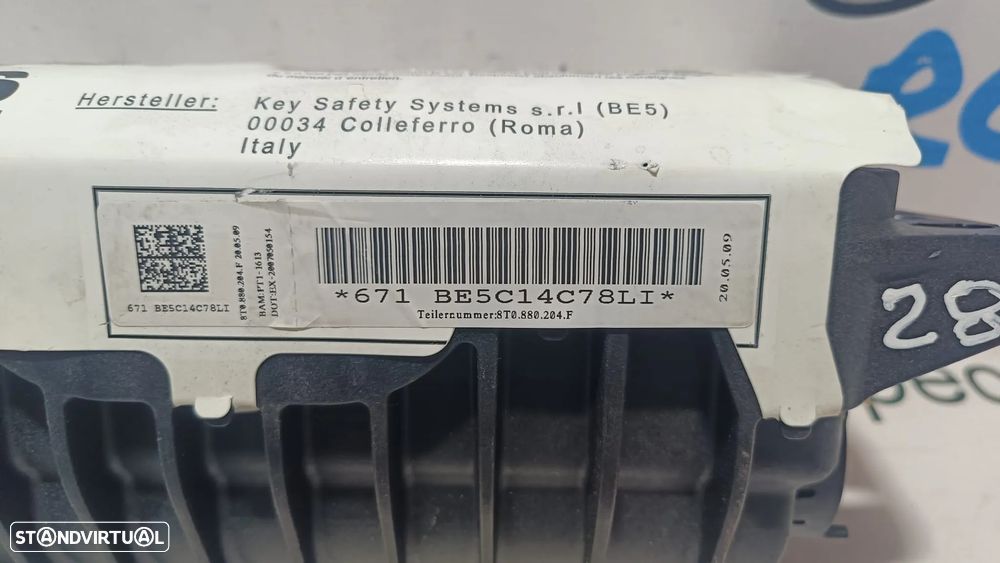 Hersteller: Key Safety Systems s.r.l (BE5)
00034 Colleferro (Roma)
Italy
671 BE5C14C78LI
8T0.880.204.F 20.05.09
BAM:PT1-1613
DOT:EX-2007050154
*671 BE5C14C78LI*
Teilernummer:8T0.880.204.F
20.05.09
28
STANDVIRTUAL